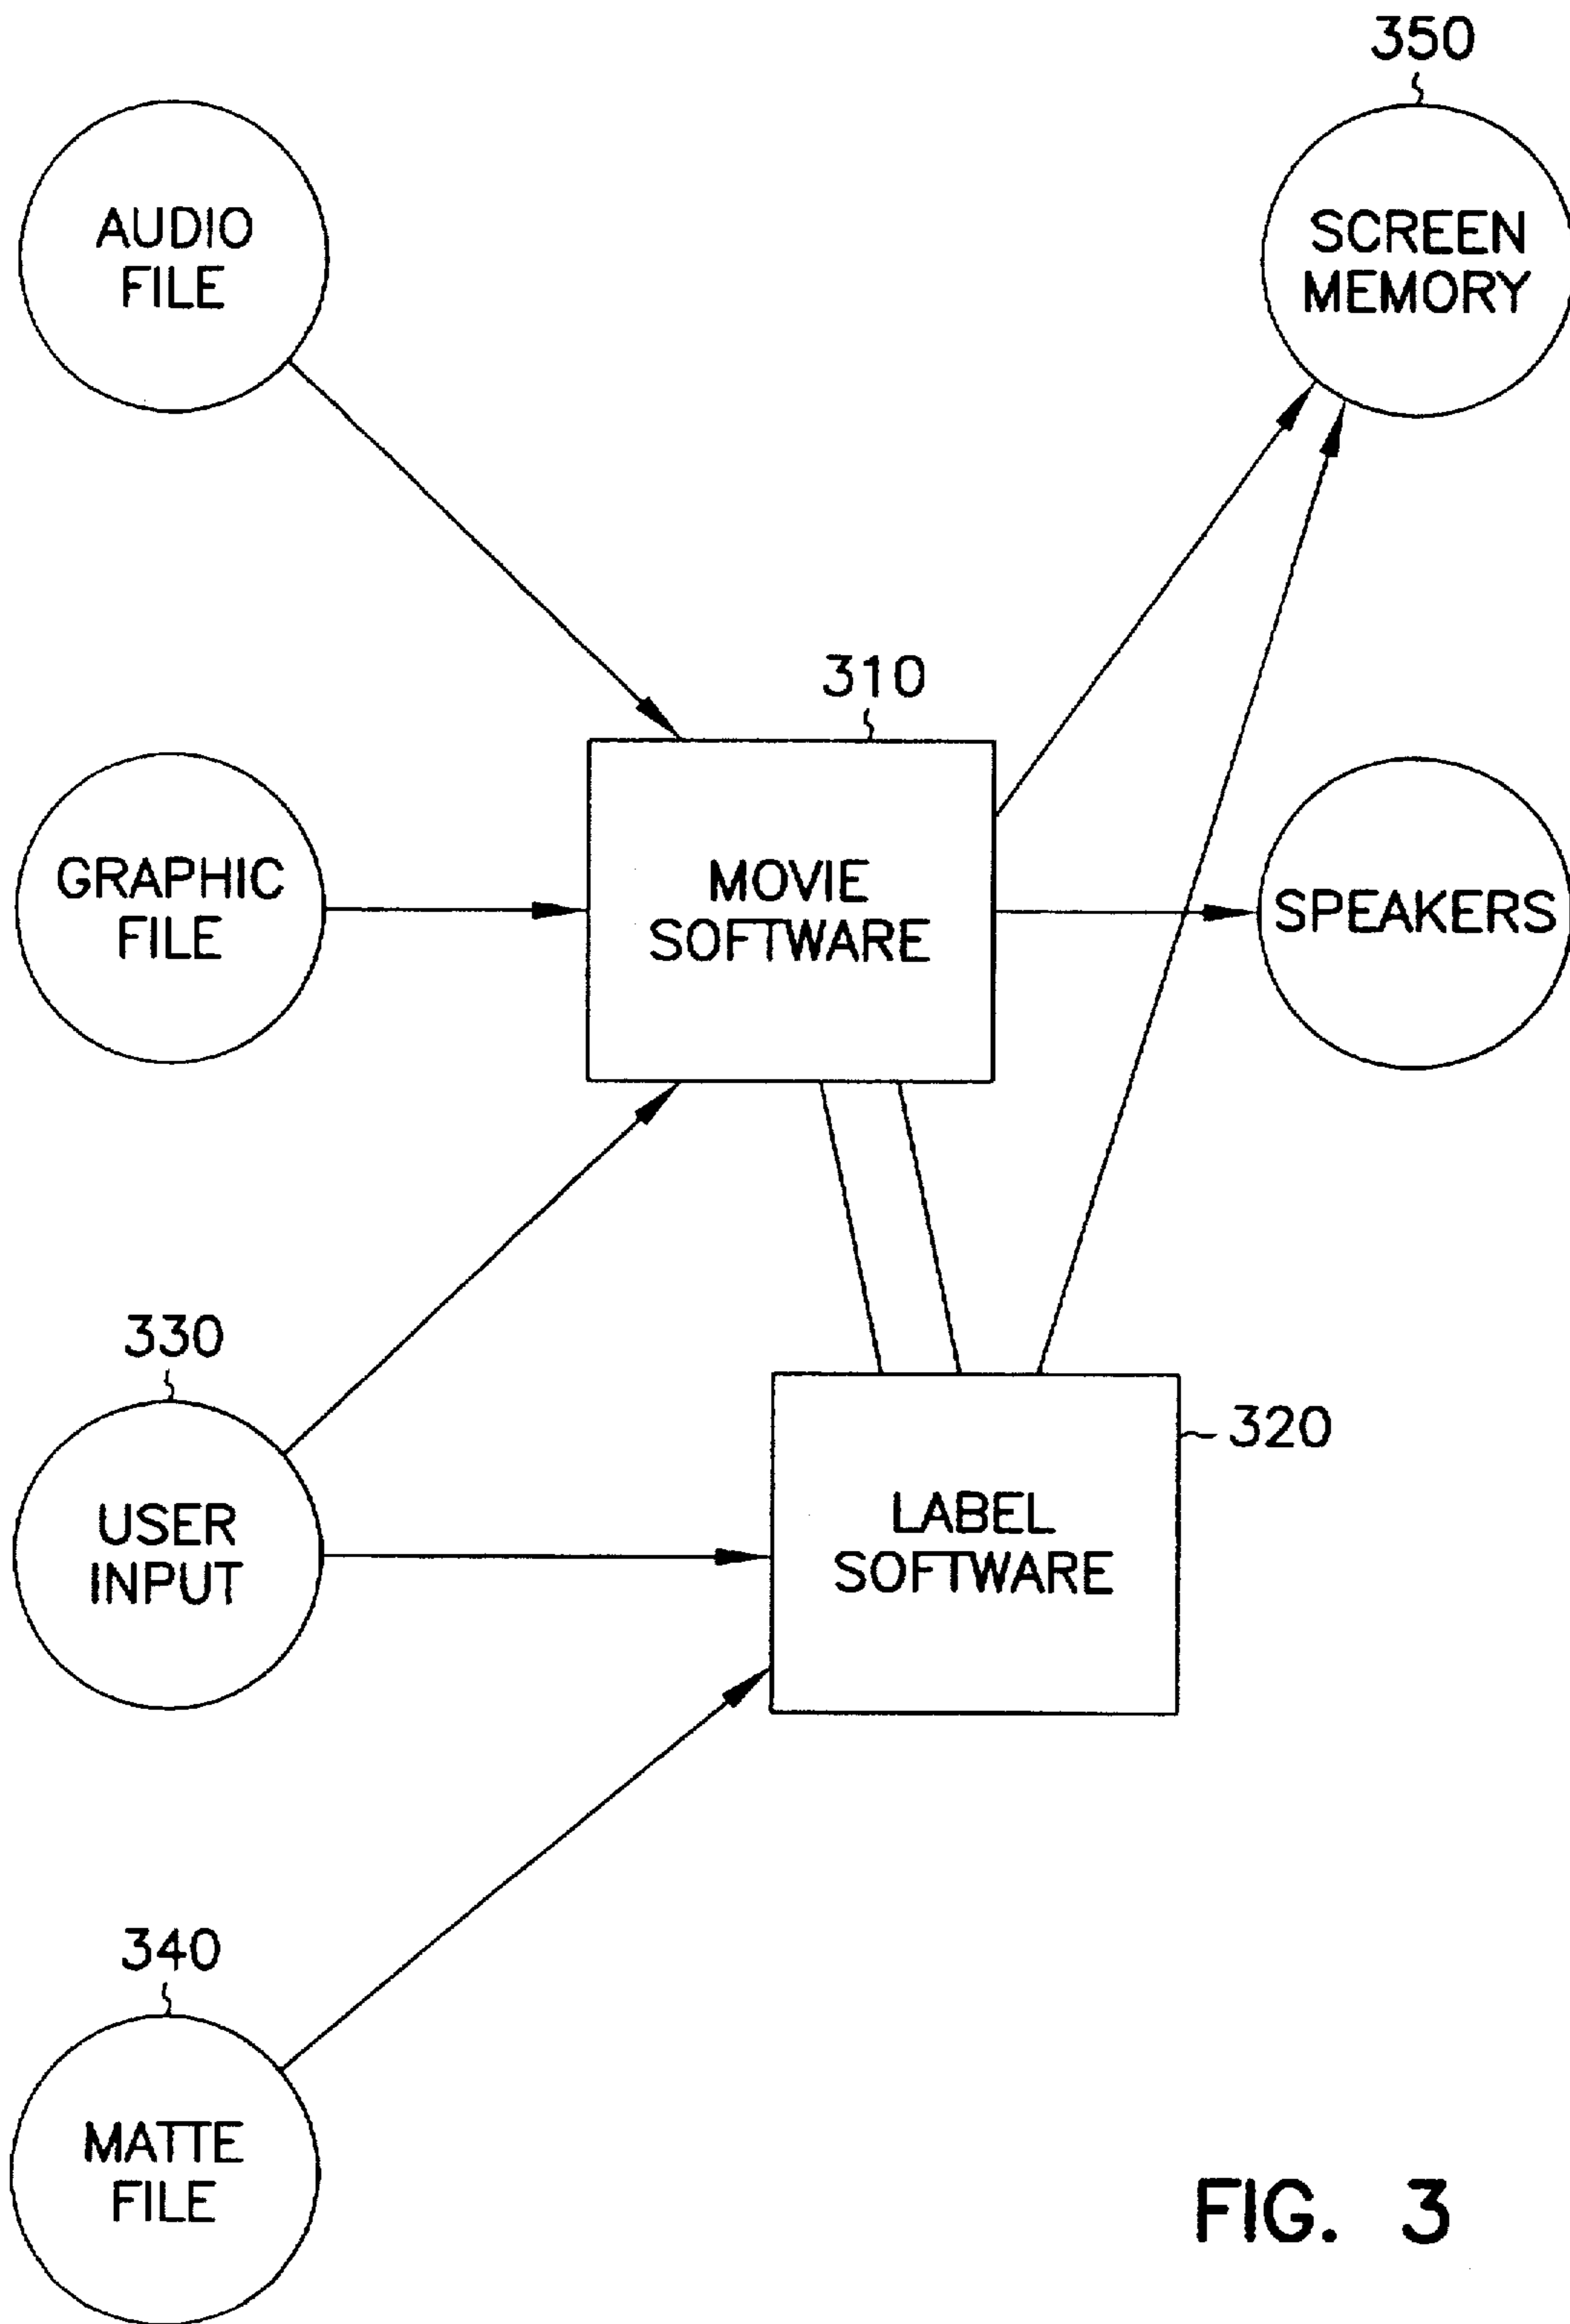 350
AUDIO
FILE
SCREEN
MEMORY
310
GRAPHIC
FILE
MOVIE
SOFTWARE
SPEAKERS
330
USER
INPUT
320
LABEL
SOFTWARE
340
MATTE
FILE
FIG. 3